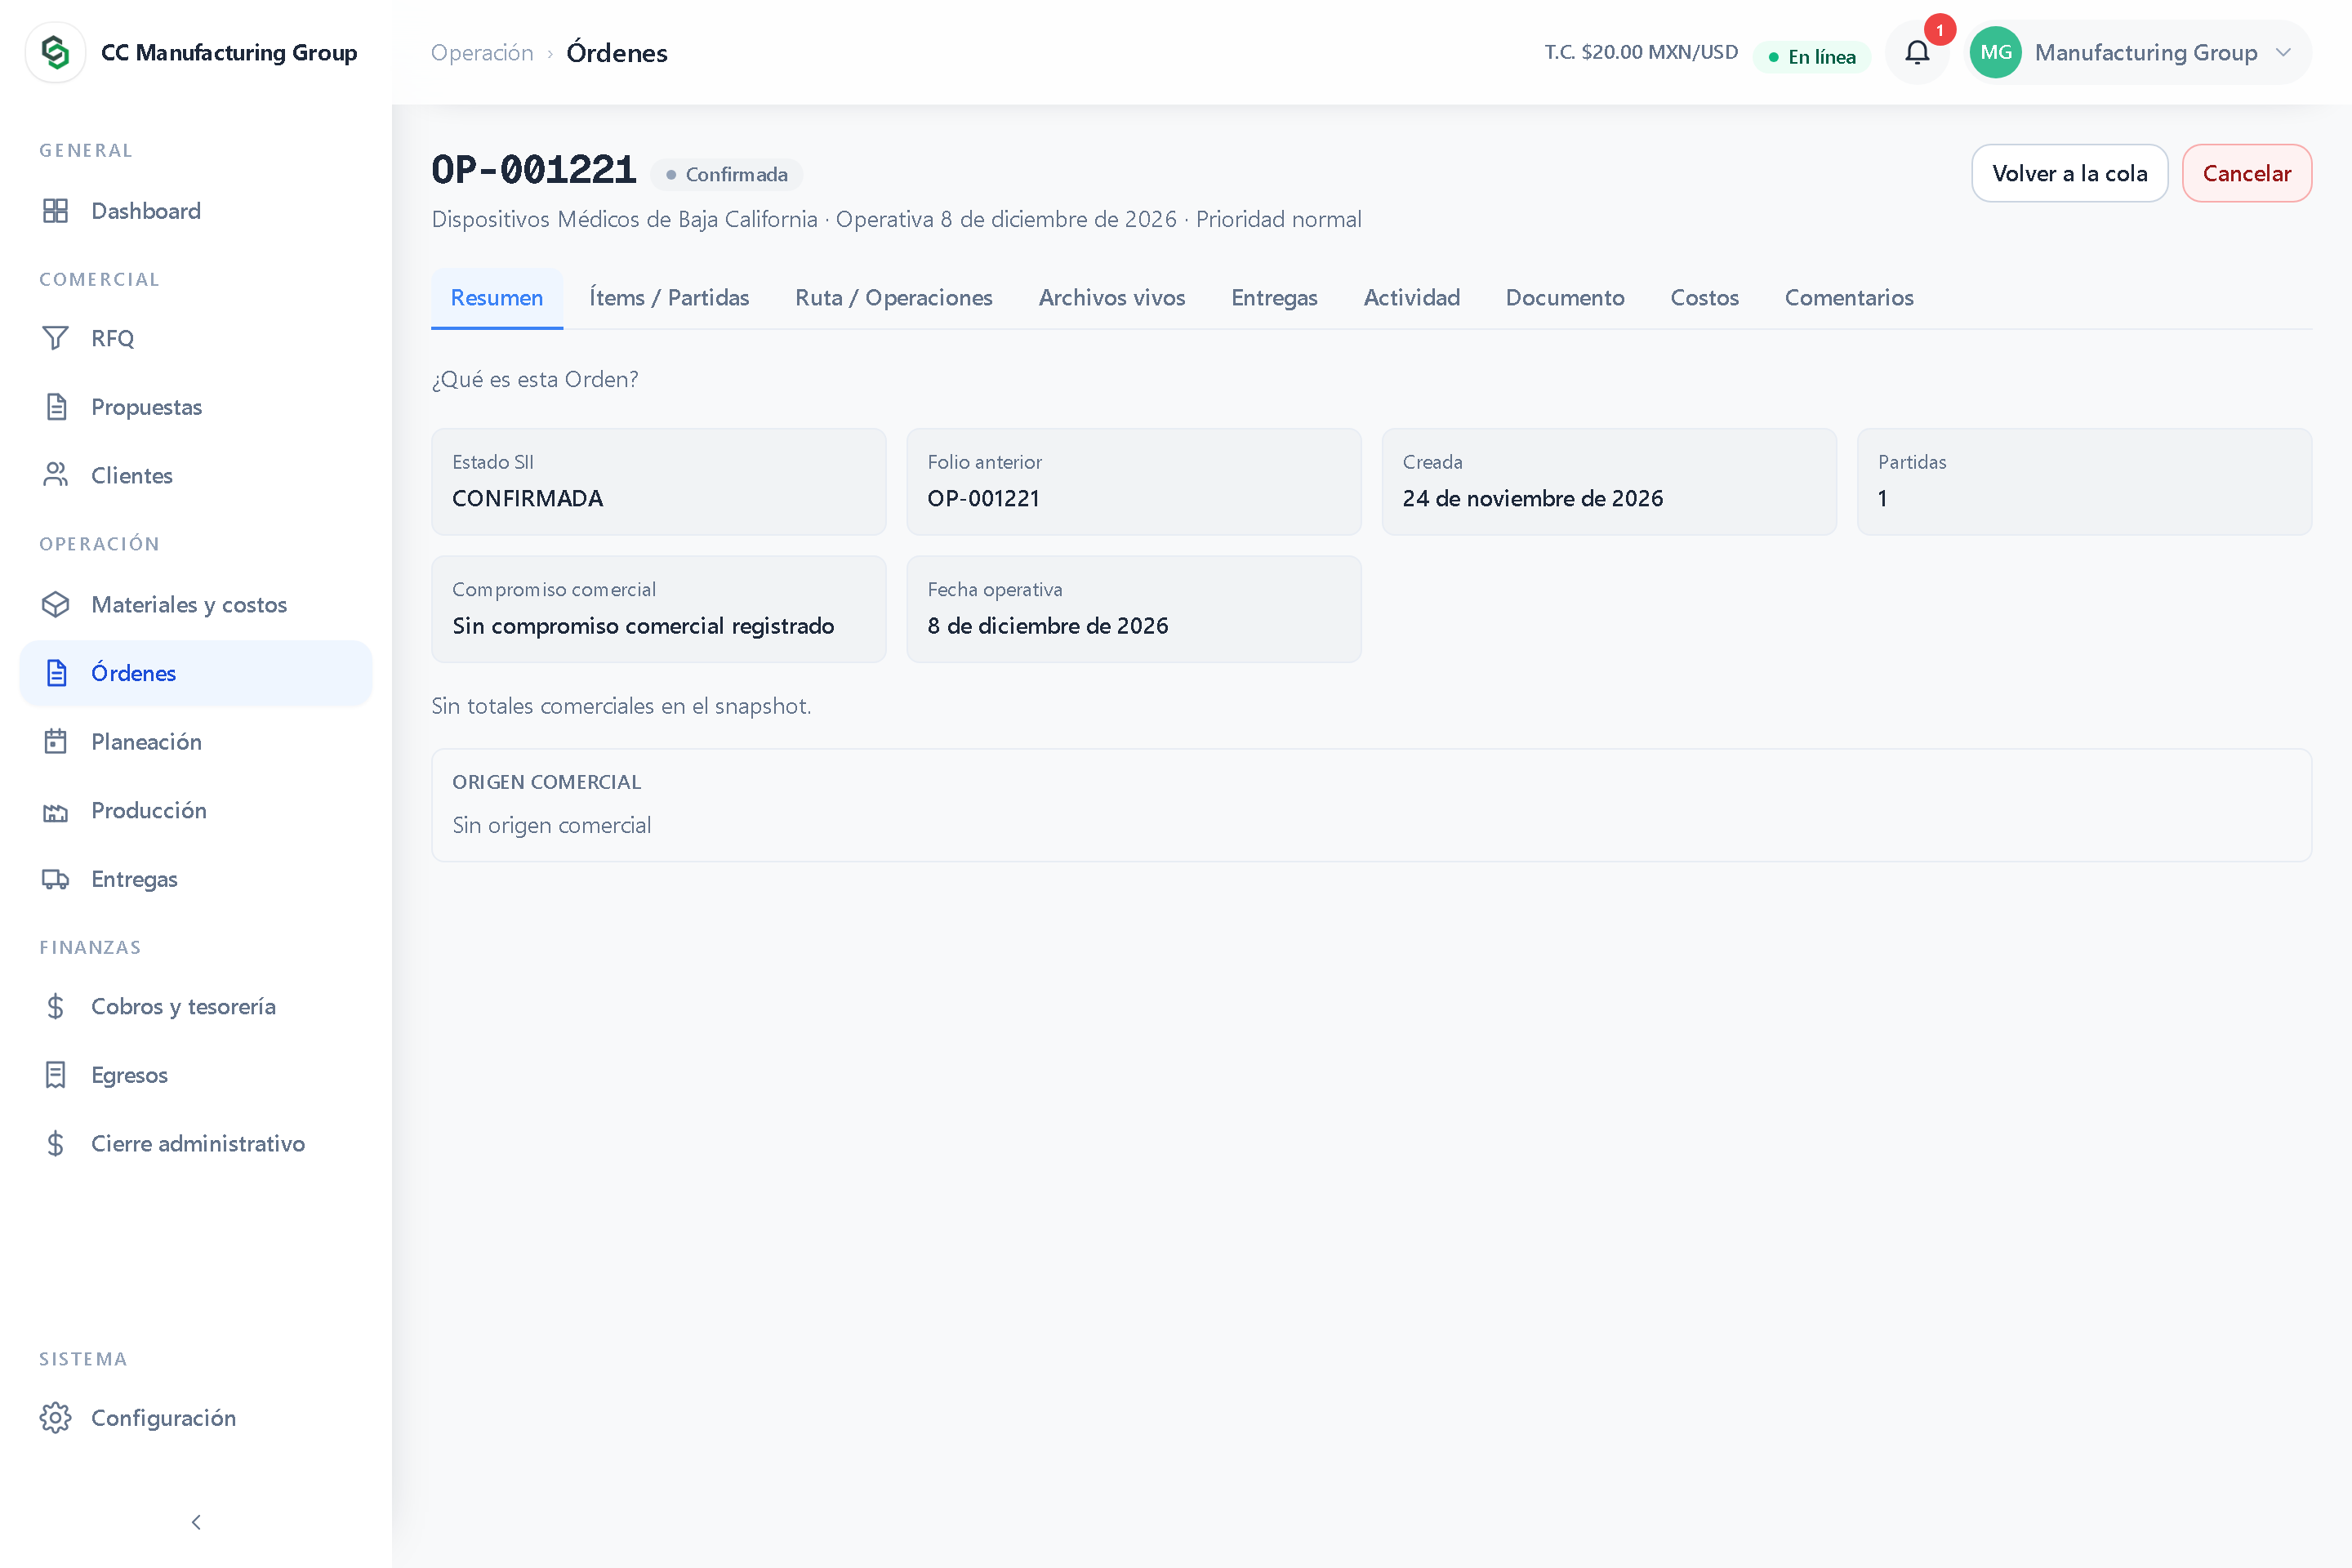 CC Manufacturing Group
Operación › Órdenes
T.C. $20.00 MXN/USD
En línea
1
MG Manufacturing Group
GENERAL
Dashboard
COMERCIAL
RFQ
Propuestas
Clientes
OPERACIÓN
Materiales y costos
Órdenes
Planeación
Producción
Entregas
FINANZAS
Cobros y tesorería
Egresos
Cierre administrativo
SISTEMA
Configuración
OP-001221 Confirmada
Volver a la cola
Cancelar
Dispositivos Médicos de Baja California · Operativa 8 de diciembre de 2026 · Prioridad normal
Resumen Ítems / Partidas Ruta / Operaciones Archivos vivos Entregas Actividad Documento Costos Comentarios
¿Qué es esta Orden?
Estado SII
CONFIRMADA
Folio anterior
OP-001221
Creada
24 de noviembre de 2026
Partidas
1
Compromiso comercial
Sin compromiso comercial registrado
Fecha operativa
8 de diciembre de 2026
Sin totales comerciales en el snapshot.
ORIGEN COMERCIAL
Sin origen comercial